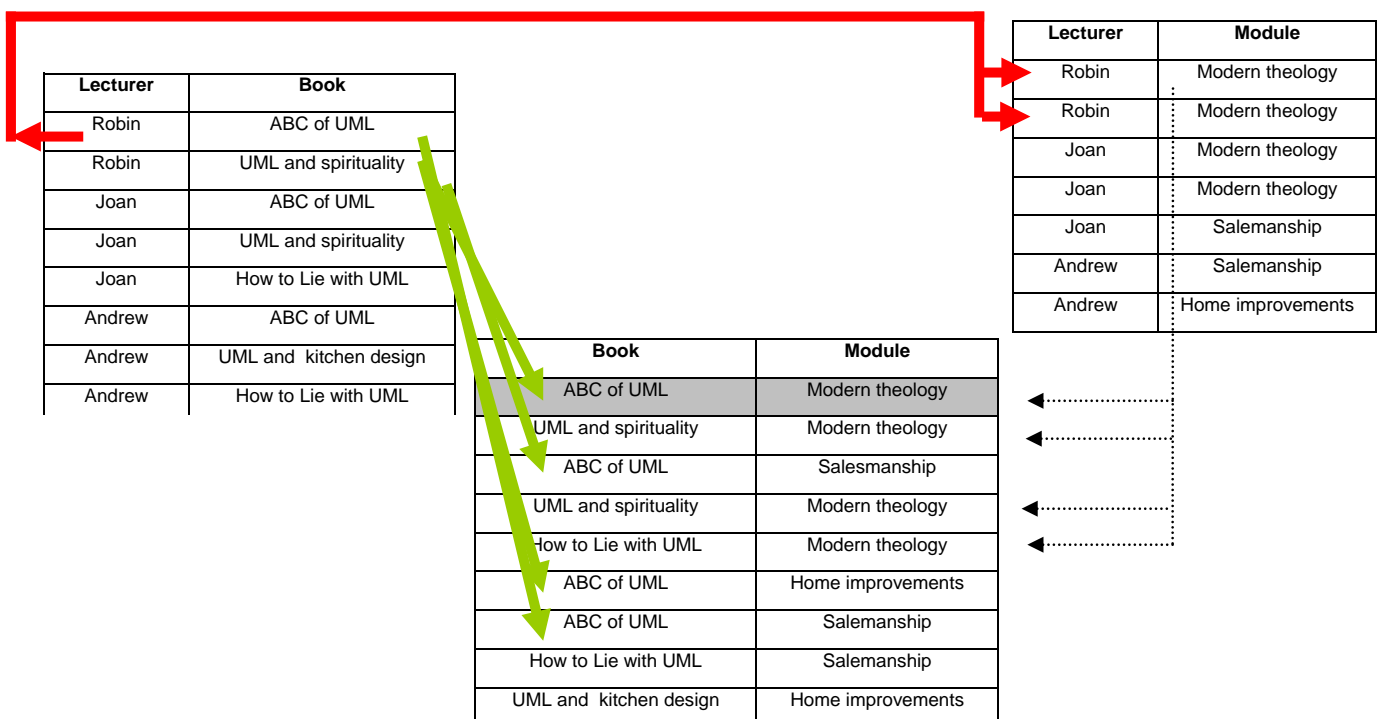 Lecturer Book
Robin ABC of UML
Robin UML and spirituality
Joan ABC of UML
Joan UML and spirituality
Joan How to Lie with UML
Andrew ABC of UML
Andrew UML and kitchen design
Andrew How to Lie with UML
Lecturer Module
Robin Modern theology
Robin Modern theology
Joan Modern theology
Joan Modern theology
Joan Salemanship
Andrew Salemanship
Andrew Home improvements
Book Module
ABC of UML Modern theology
UML and spirituality Modern theology
ABC of UML Salesmanship
UML and spirituality Modern theology
How to Lie with UML Modern theology
ABC of UML Home improvements
ABC of UML Salemanship
How to Lie with UML Salemanship
UML and kitchen design Home improvements